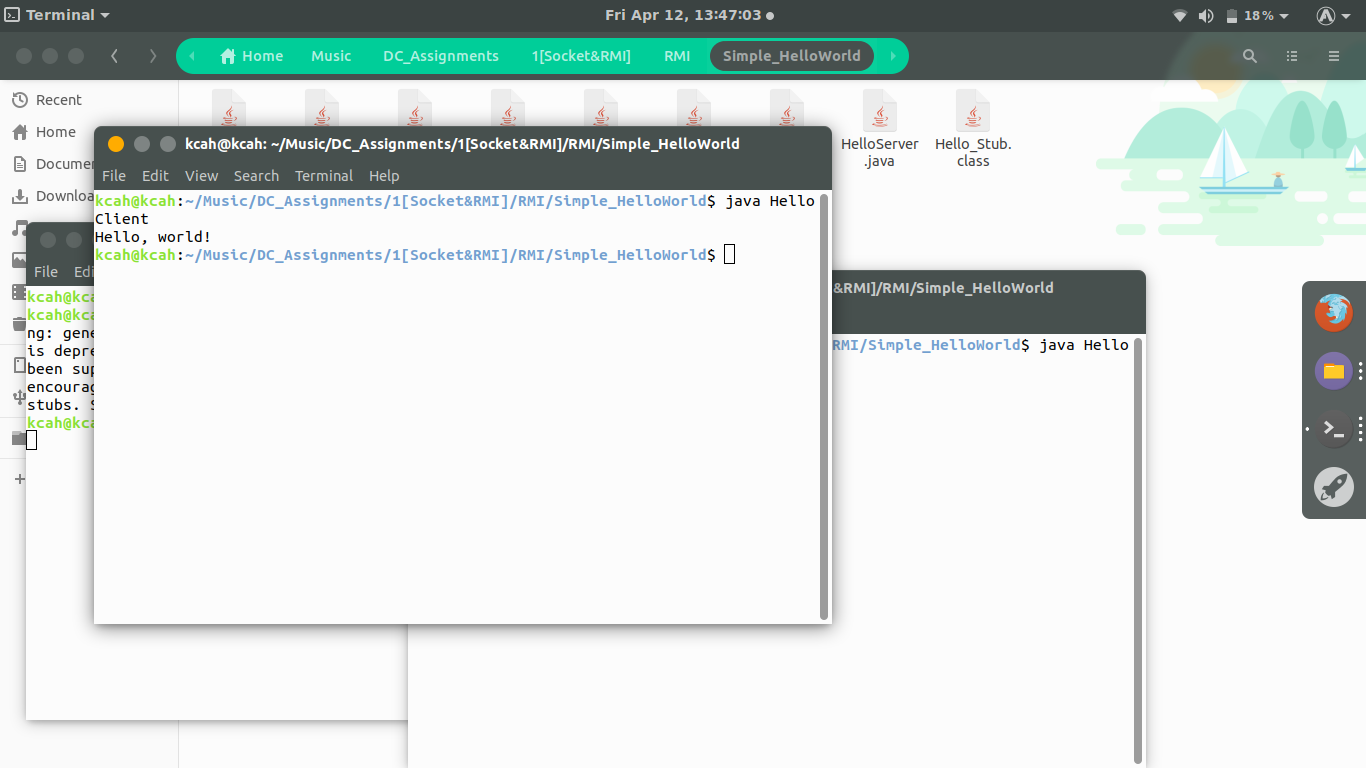 Terminal
Fri Apr 12, 13:47:03
18%
Home
Music
DC_Assignments
1[Socket&RMI]
RMI
Simple_HelloWorld
Recent
Home
HelloServer
.java
Hello_Stub.
class
kcah@kcah: ~/Music/DC_Assignments/1[Socket&RMI]/RMI/Simple_HelloWorld
File Edit View Search Terminal Help
kcah@kcah:~/Music/DC_Assignments/1[Socket&RMI]/RMI/Simple_HelloWorld$ java Hello
Client
Hello, world!
kcah@kcah:~/Music/DC_Assignments/1[Socket&RMI]/RMI/Simple_HelloWorld$
File Edi
kcah@kca
kcah@kca
ng: gene
is depre
been sup
encourag
stubs. S
kcah@kca
&RMI]/RMI/Simple_HelloWorld
RMI/Simple_HelloWorld$ java Hello